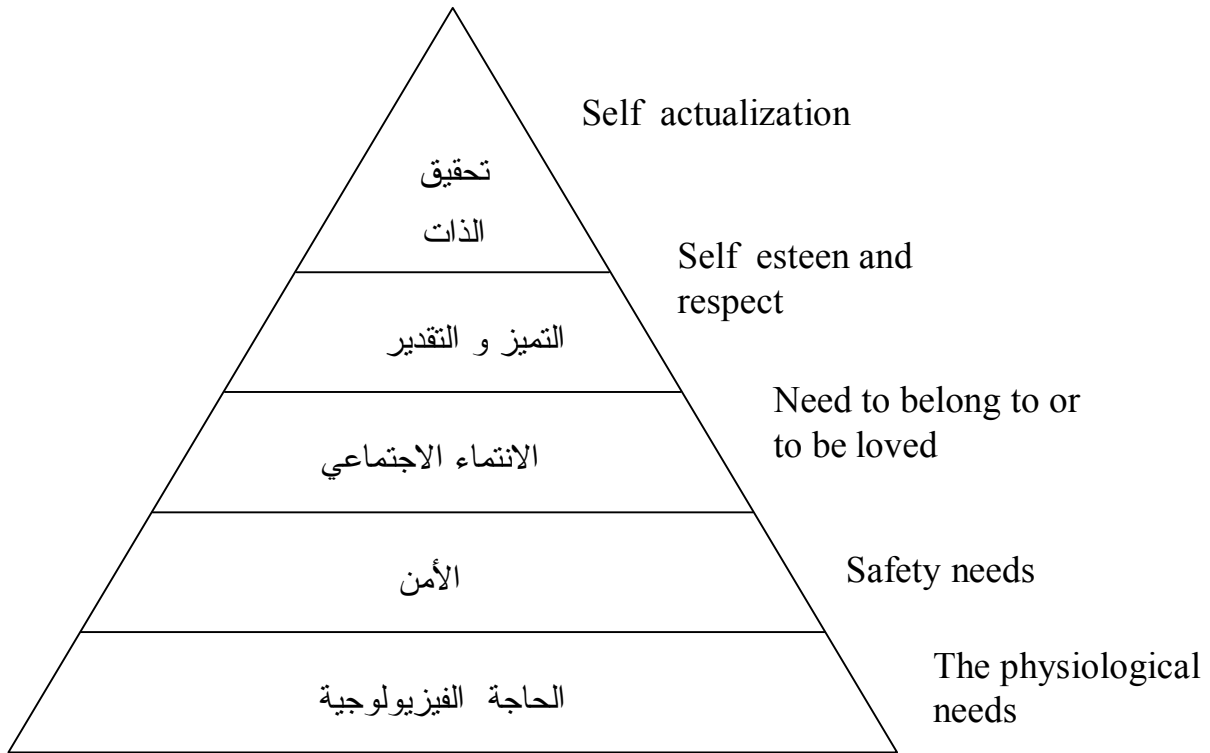 Self actualization
تحقيق
الذات
Self esteen and
respect
التميز و التقدير
Need to belong to or
to be loved
الانتماء الاجتماعي
Safety needs
الأمن
The physiological
needs
الحاجة الفيزيولوجية